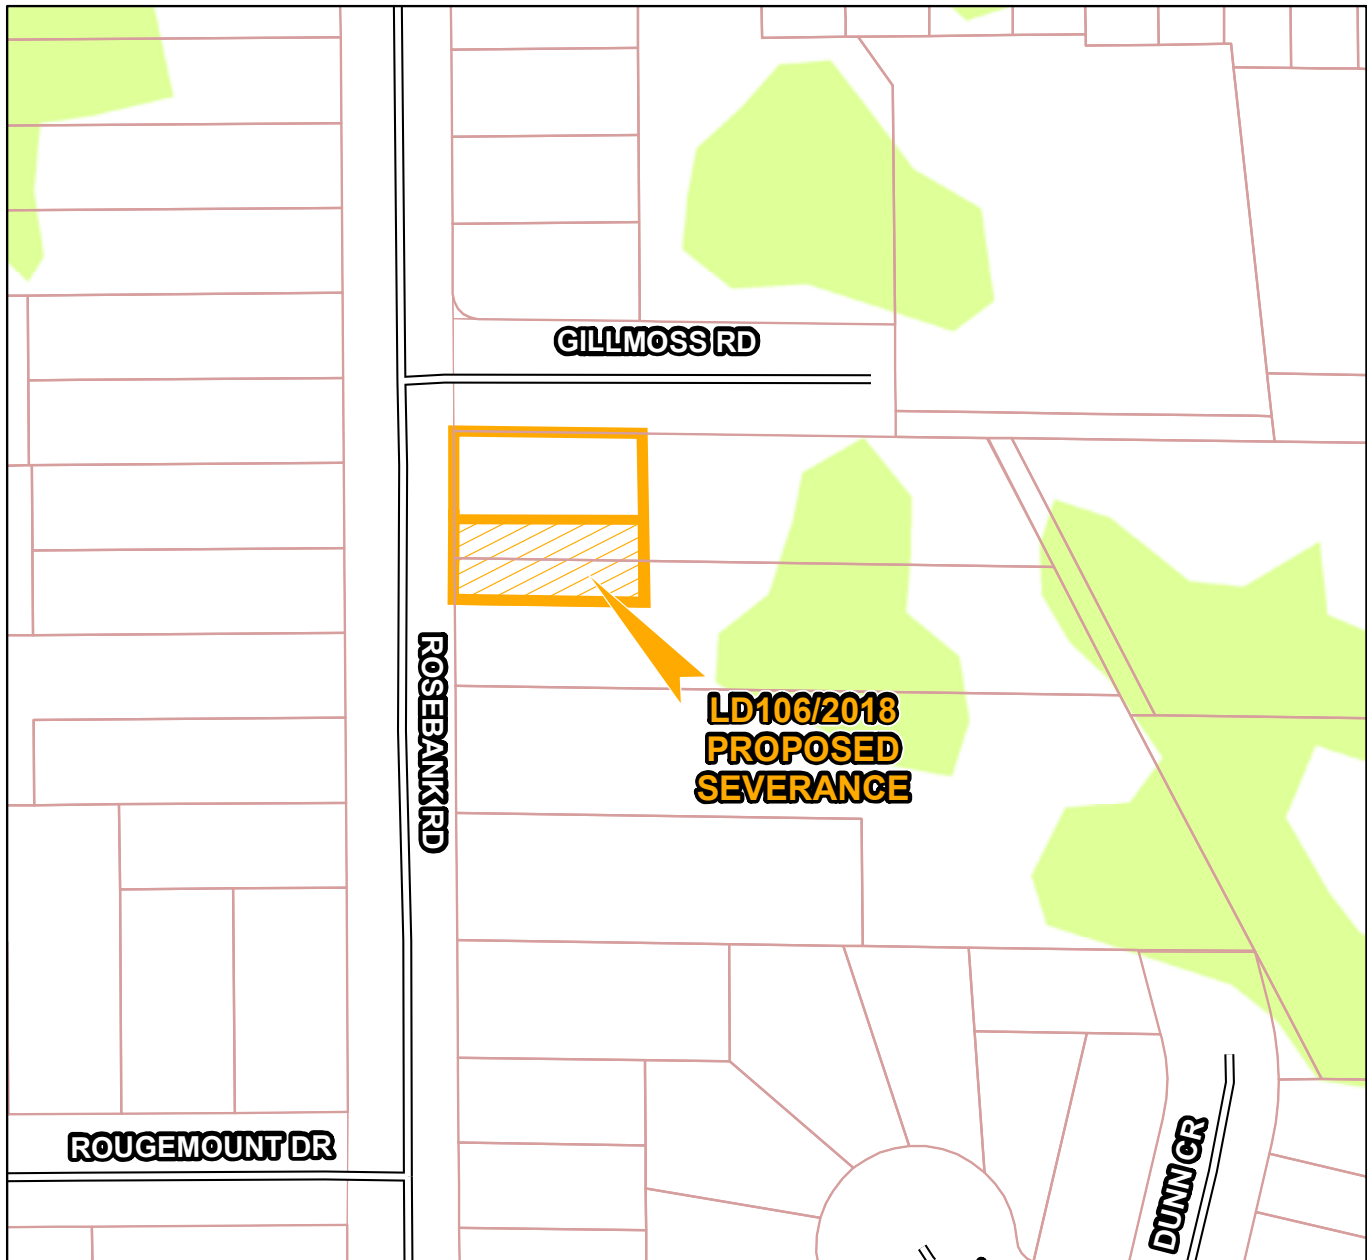 GILLMOSS RD
ROSEBANK RD
LD106/2018
PROPOSED
SEVERANCE
ROUGEMOUNT DR
DUNN CR